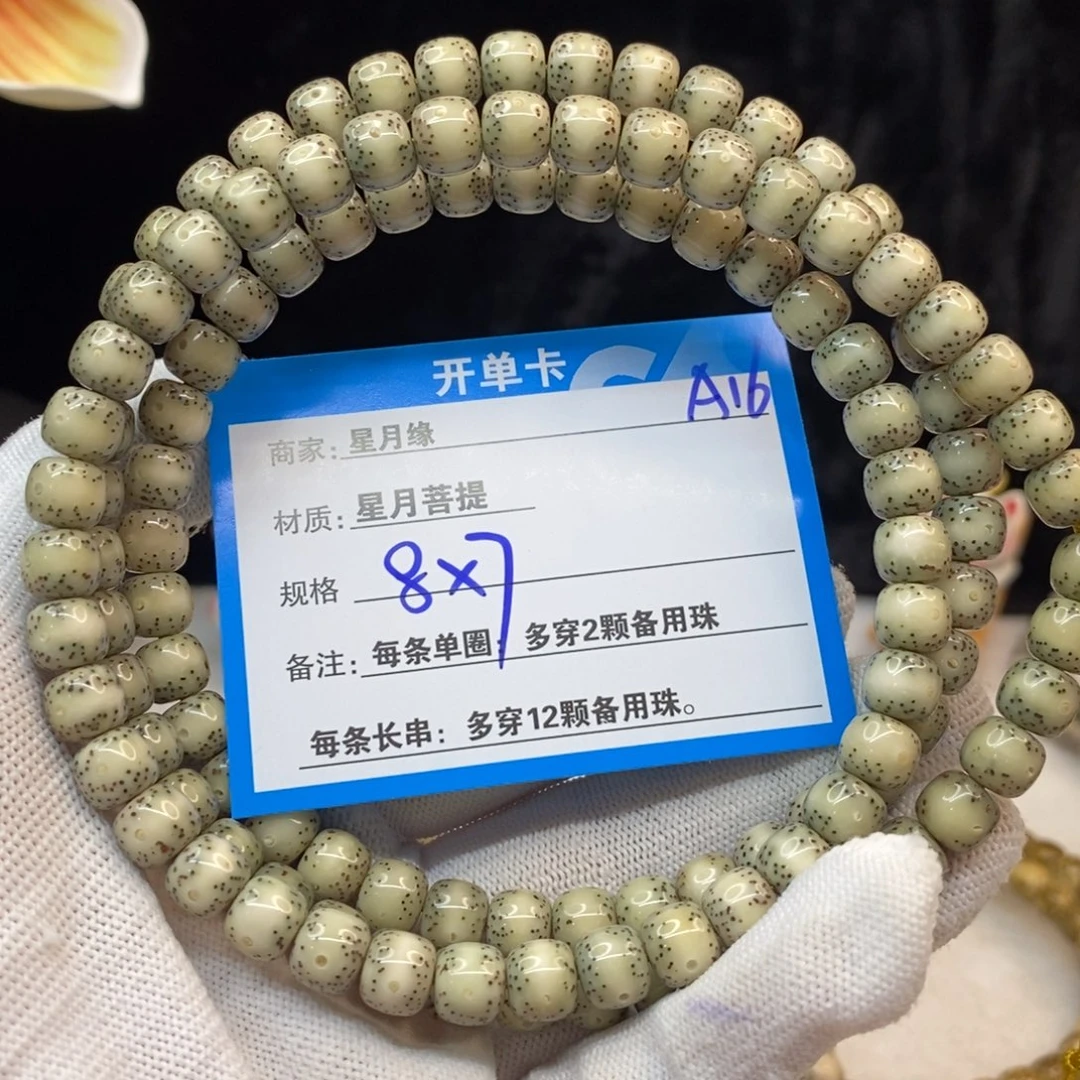 开单卡
A16
商家：星月缘
材质：星月菩提
规格 8x7
备注：每条单圈：多穿2颗备用珠
每条长串：多穿12颗备用珠。